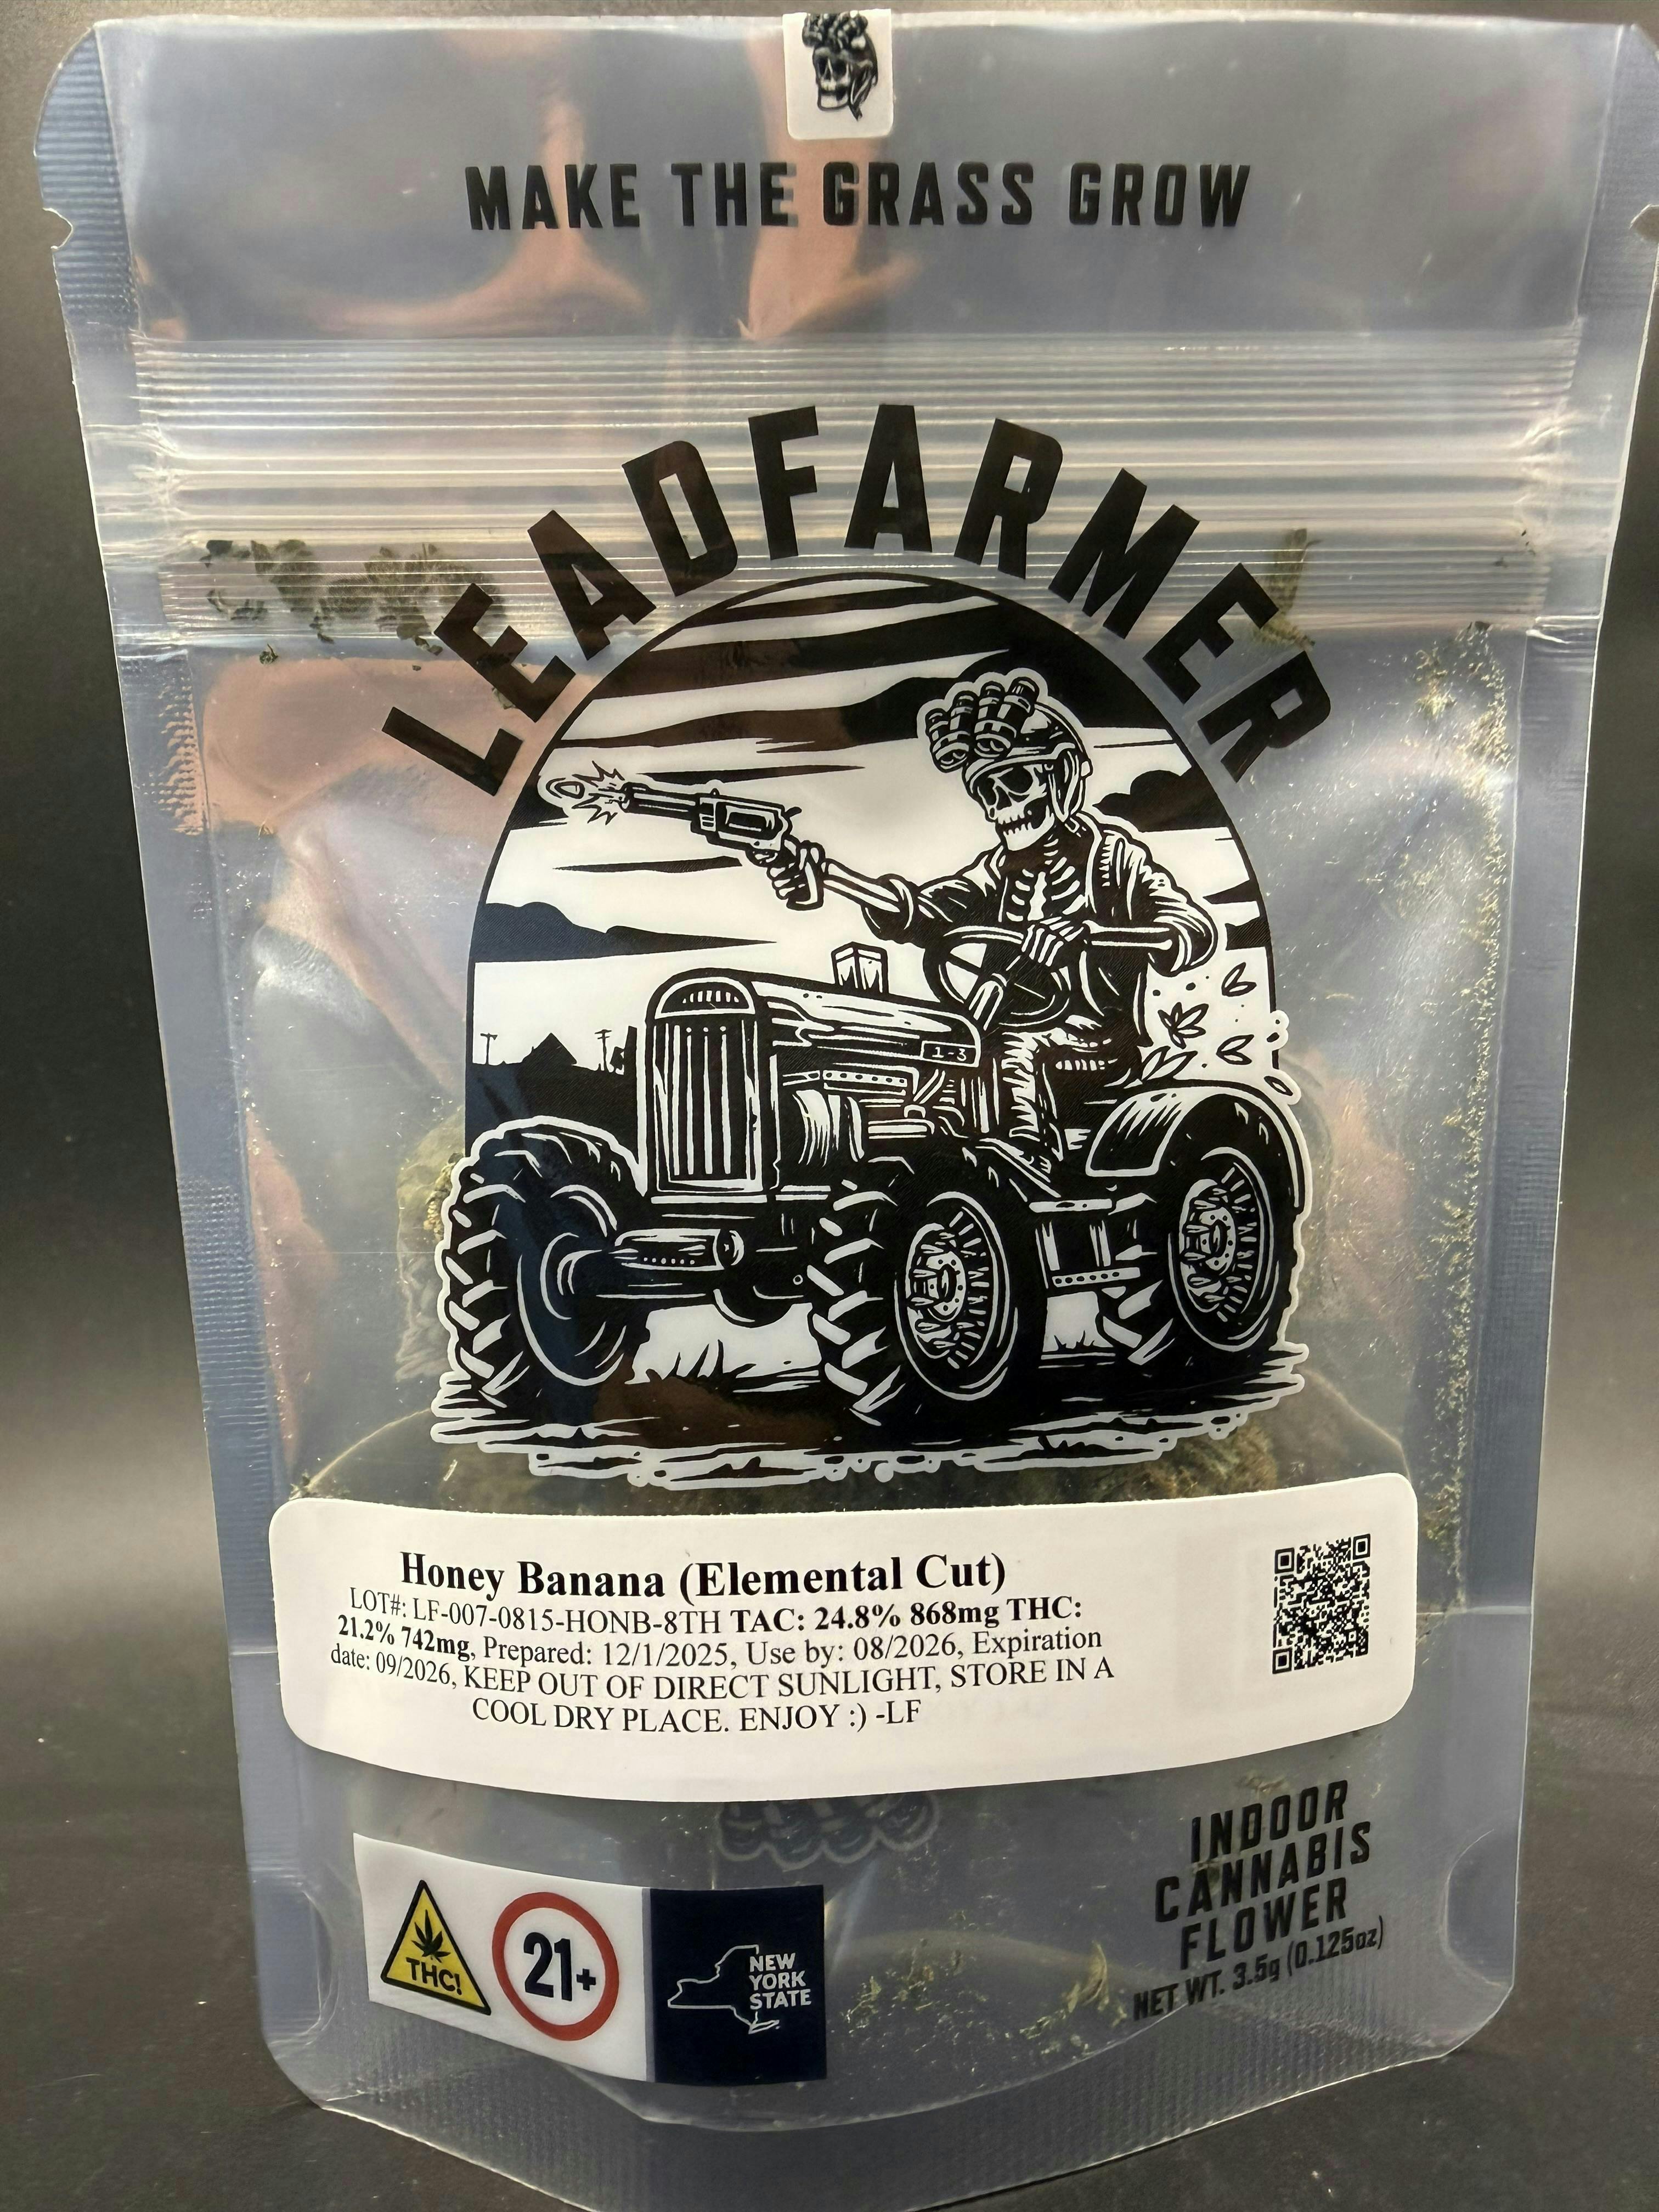 MAKE THE GRASS GROW
LEADFARMER
1-3
Honey Banana (Elemental Cut)
LOT#: LF-007-0815-HONB-8TH TAC: 24.8% 868mg THC:
21.2% 742mg, Prepared: 12/1/2025, Use by: 08/2026, Expiration
date: 09/2026, KEEP OUT OF DIRECT SUNLIGHT, STORE IN A
COOL DRY PLACE. ENJOY :) -LF
INDOOR
CANNABIS
FLOWER
NET WT. 3.5g (0.125oz)
THC!
21+
NEW
YORK
STATE